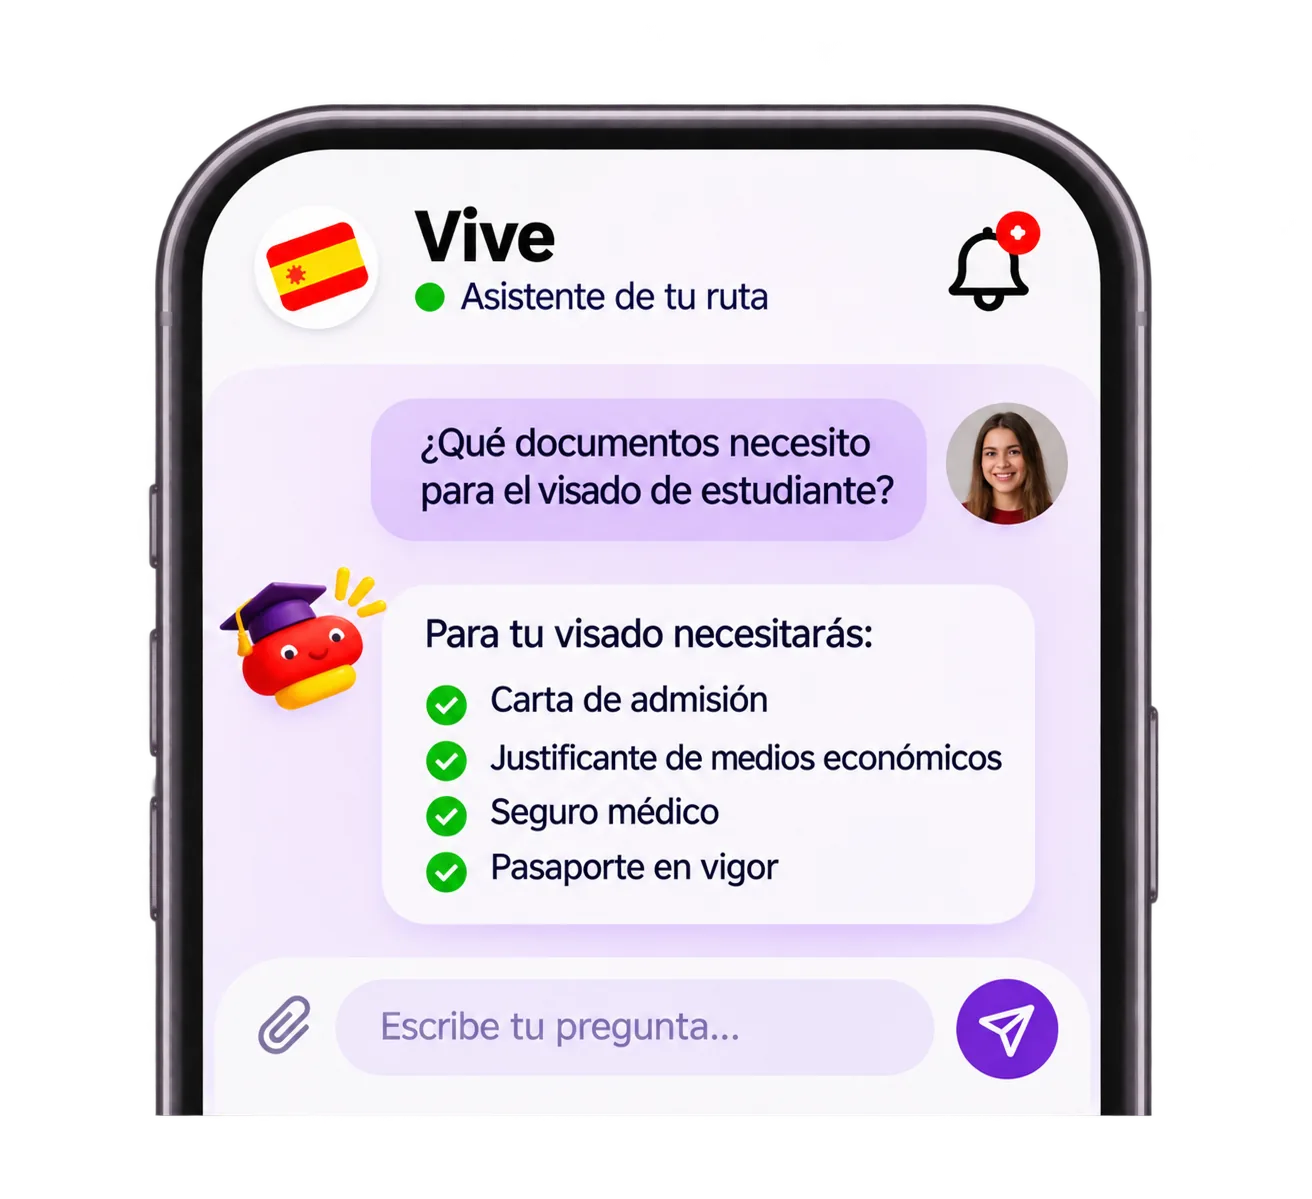 Vive
Asistente de tu ruta
¿Qué documentos necesito
para el visado de estudiante?
Para tu visado necesitarás:
Carta de admisión
Justificante de medios económicos
Seguro médico
Pasaporte en vigor
Escribe tu pregunta...